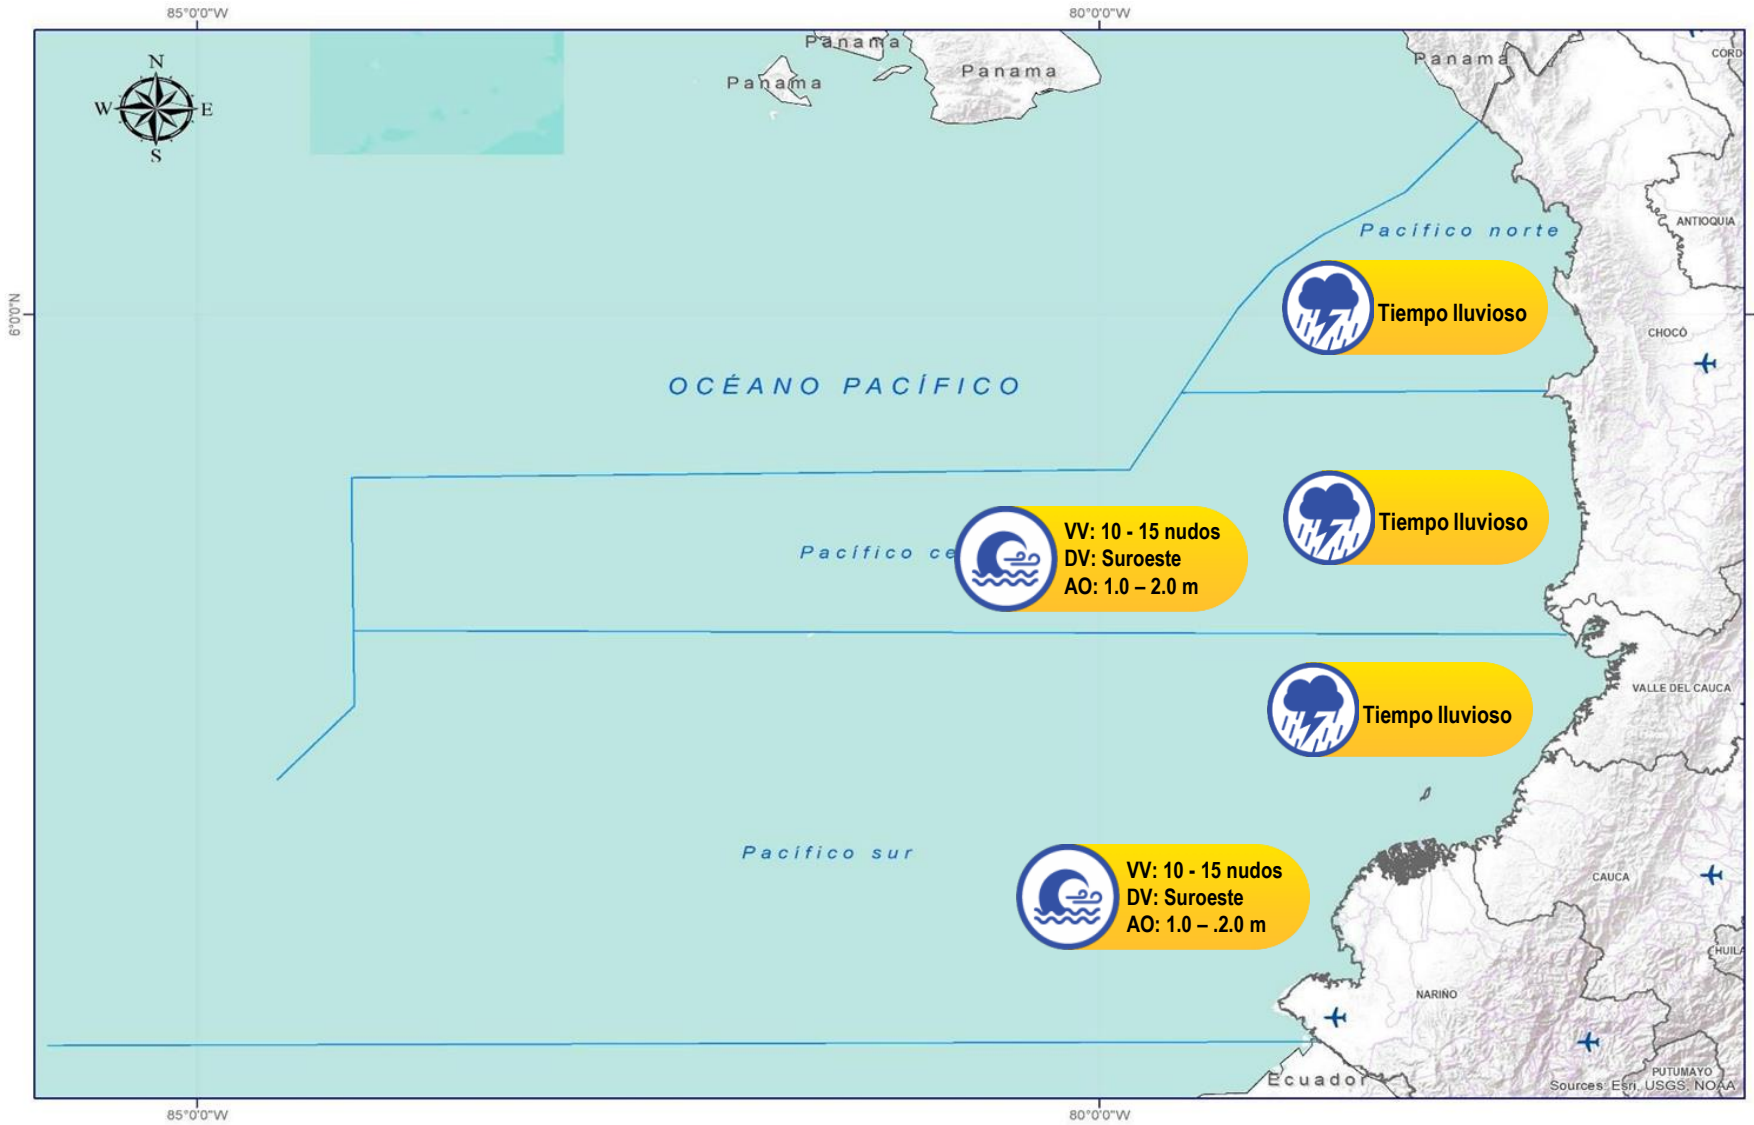 85°0'0"W
80°0'0"W
N
W
E
S
Panama
Panama
Panama
Panama
CÓRD
Pacífico norte
ANTIOQUIA
6°0'0"N
Tiempo lluvioso
CHOCÓ
OCÉANO PACÍFICO
VV: 10 - 15 nudos
DV: Suroeste
AO: 1.0 – 2.0 m
Pacífico ce
Tiempo lluvioso
VALLE DEL CAUCA
Tiempo lluvioso
Pacífico sur
VV: 10 - 15 nudos
DV: Suroeste
AO: 1.0 – .2.0 m
CAUCA
HUILA
NARIÑO
PUTUMAYO
Ecuador
Sources: Esri, USGS, NOAA
85°0'0"W
80°0'0"W